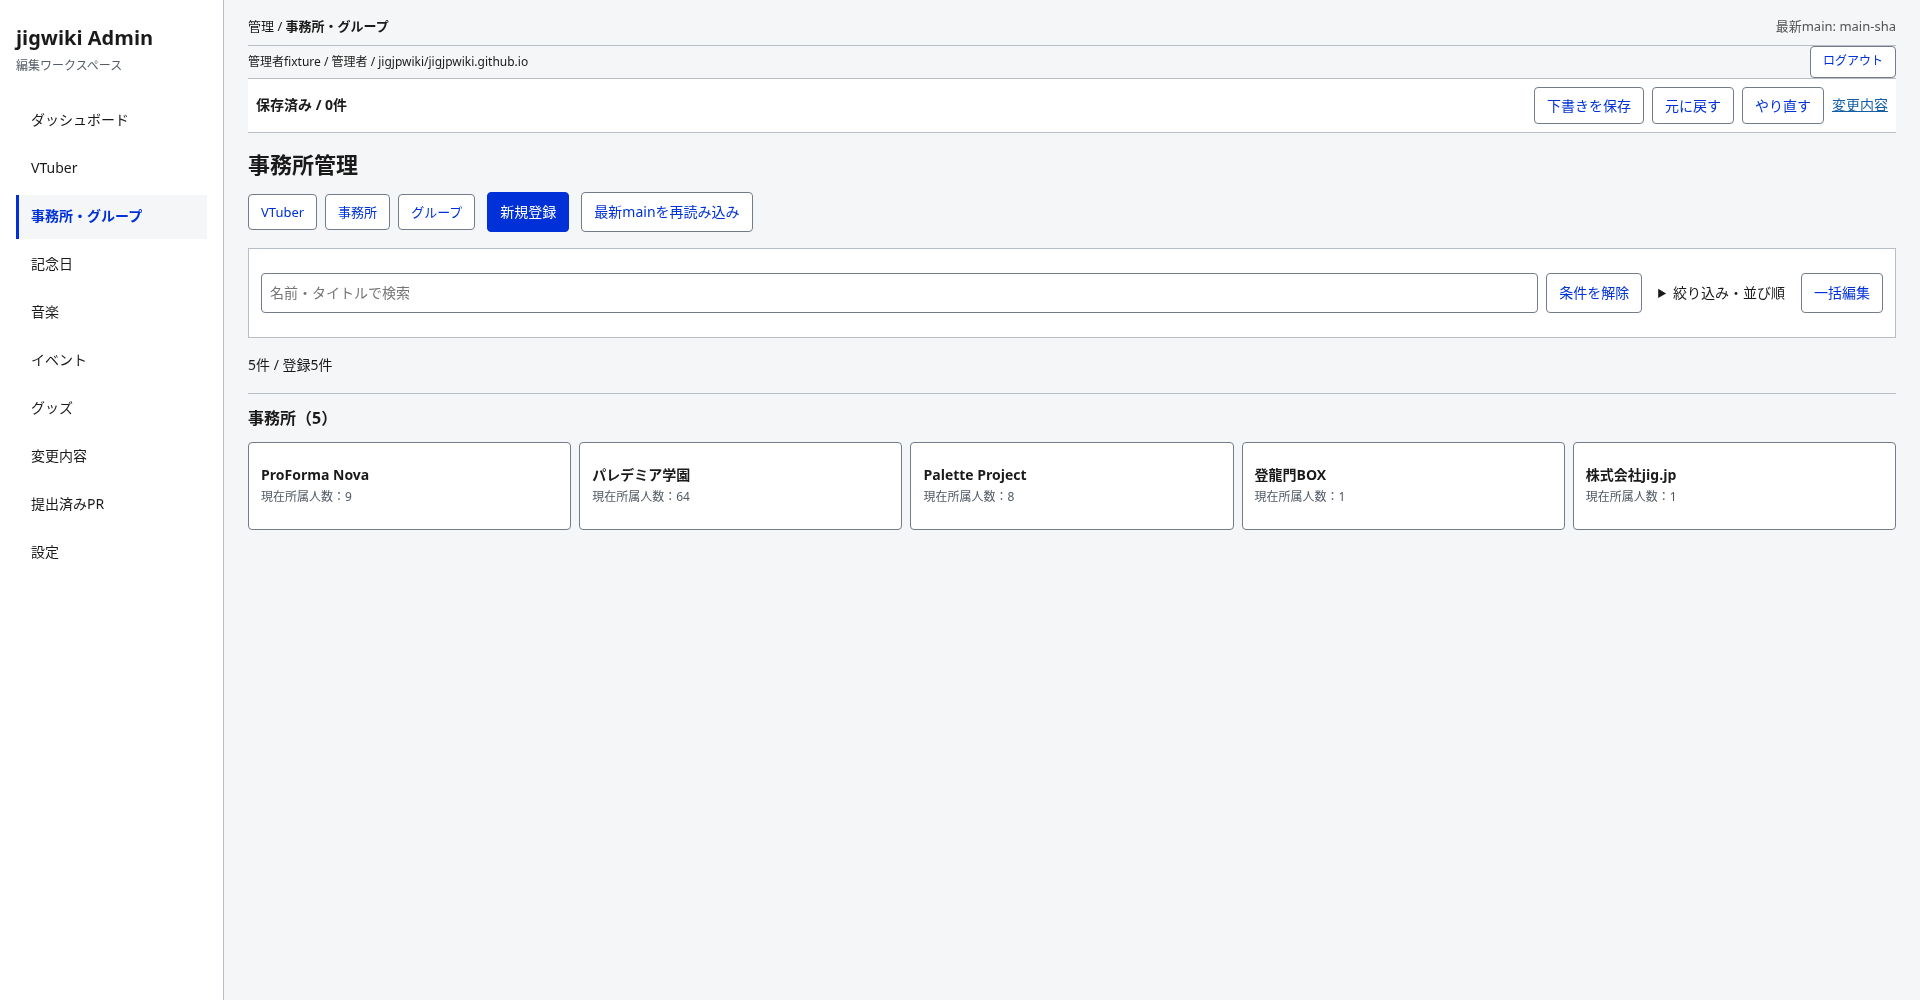 jigwiki Admin
編集ワークスペース
ダッシュボード
VTuber
事務所・グループ
記念日
音楽
イベント
グッズ
変更内容
提出済みPR
設定
管理 / 事務所・グループ
最新main: main-sha
管理者fixture / 管理者 / jigjpwiki/jigjpwiki.github.io
ログアウト
保存済み / 0件
下書きを保存
元に戻す
やり直す
変更内容
事務所管理
VTuber
事務所
グループ
新規登録
最新mainを再読み込み
名前・タイトルで検索
条件を解除
▶ 絞り込み・並び順
一括編集
5件 / 登録5件
事務所（5）
ProForma Nova
現在所属人数：9
パレデミア学園
現在所属人数：64
Palette Project
現在所属人数：8
登龍門BOX
現在所属人数：1
株式会社jig.jp
現在所属人数：1